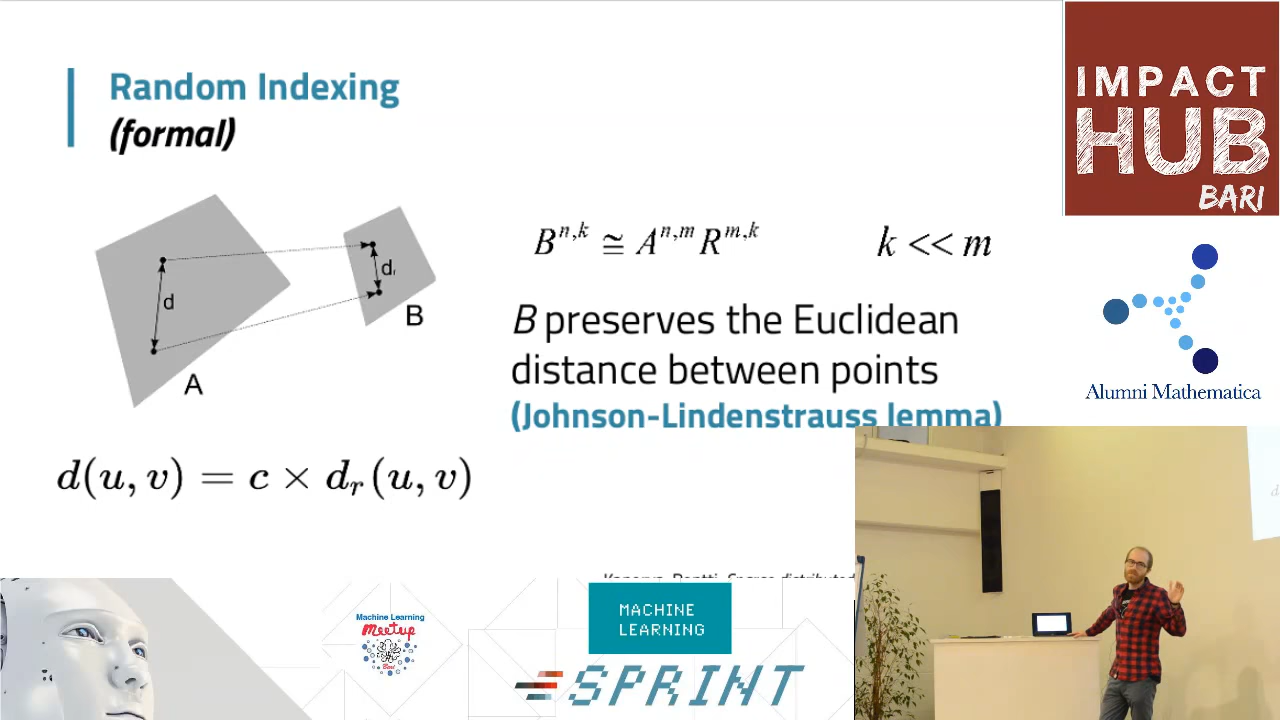 Random Indexing
(formal)
d
A
d
B
B^{n,k} ≅ A^{n,m} R^{m,k}
k << m
B preserves the Euclidean
distance between points
(Johnson-Lindenstrauss lemma)
d(u, v) = c × d_r(u, v)
IMPACT
HUB
BARI
Alumni Mathematica
Machine Learning
Meetup
Bari
MACHINE
LEARNING
SPRINT